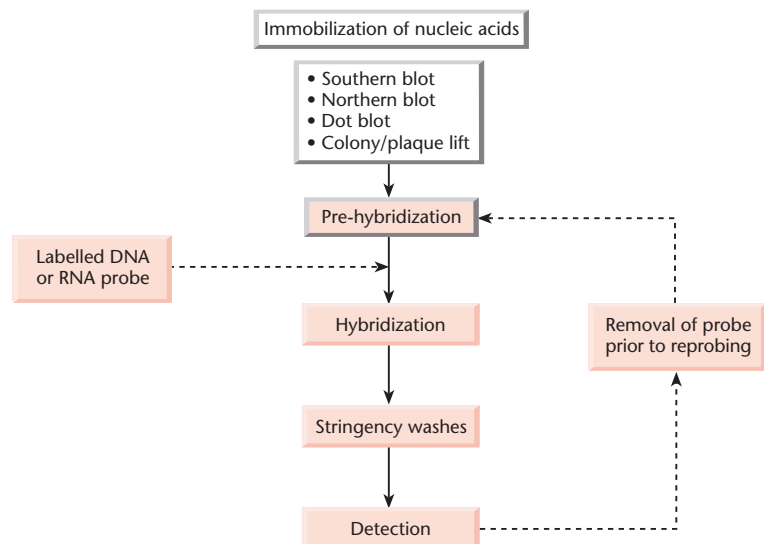 Immobilization of nucleic acids
• Southern blot
• Northern blot
• Dot blot
• Colony/plaque lift
Pre-hybridization
Labelled DNA
or RNA probe
Hybridization
Removal of probe
prior to reprobing
Stringency washes
Detection